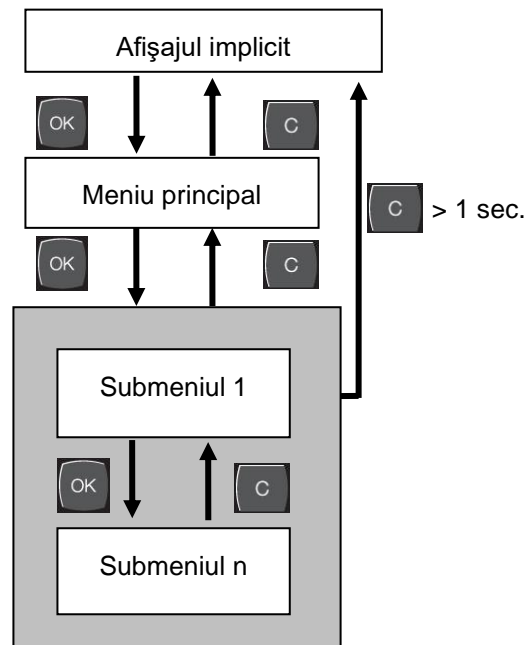 Afişajul implicit
OK
C
Meniu principal
C > 1 sec.
OK
C
Submeniul 1
OK
C
Submeniul n